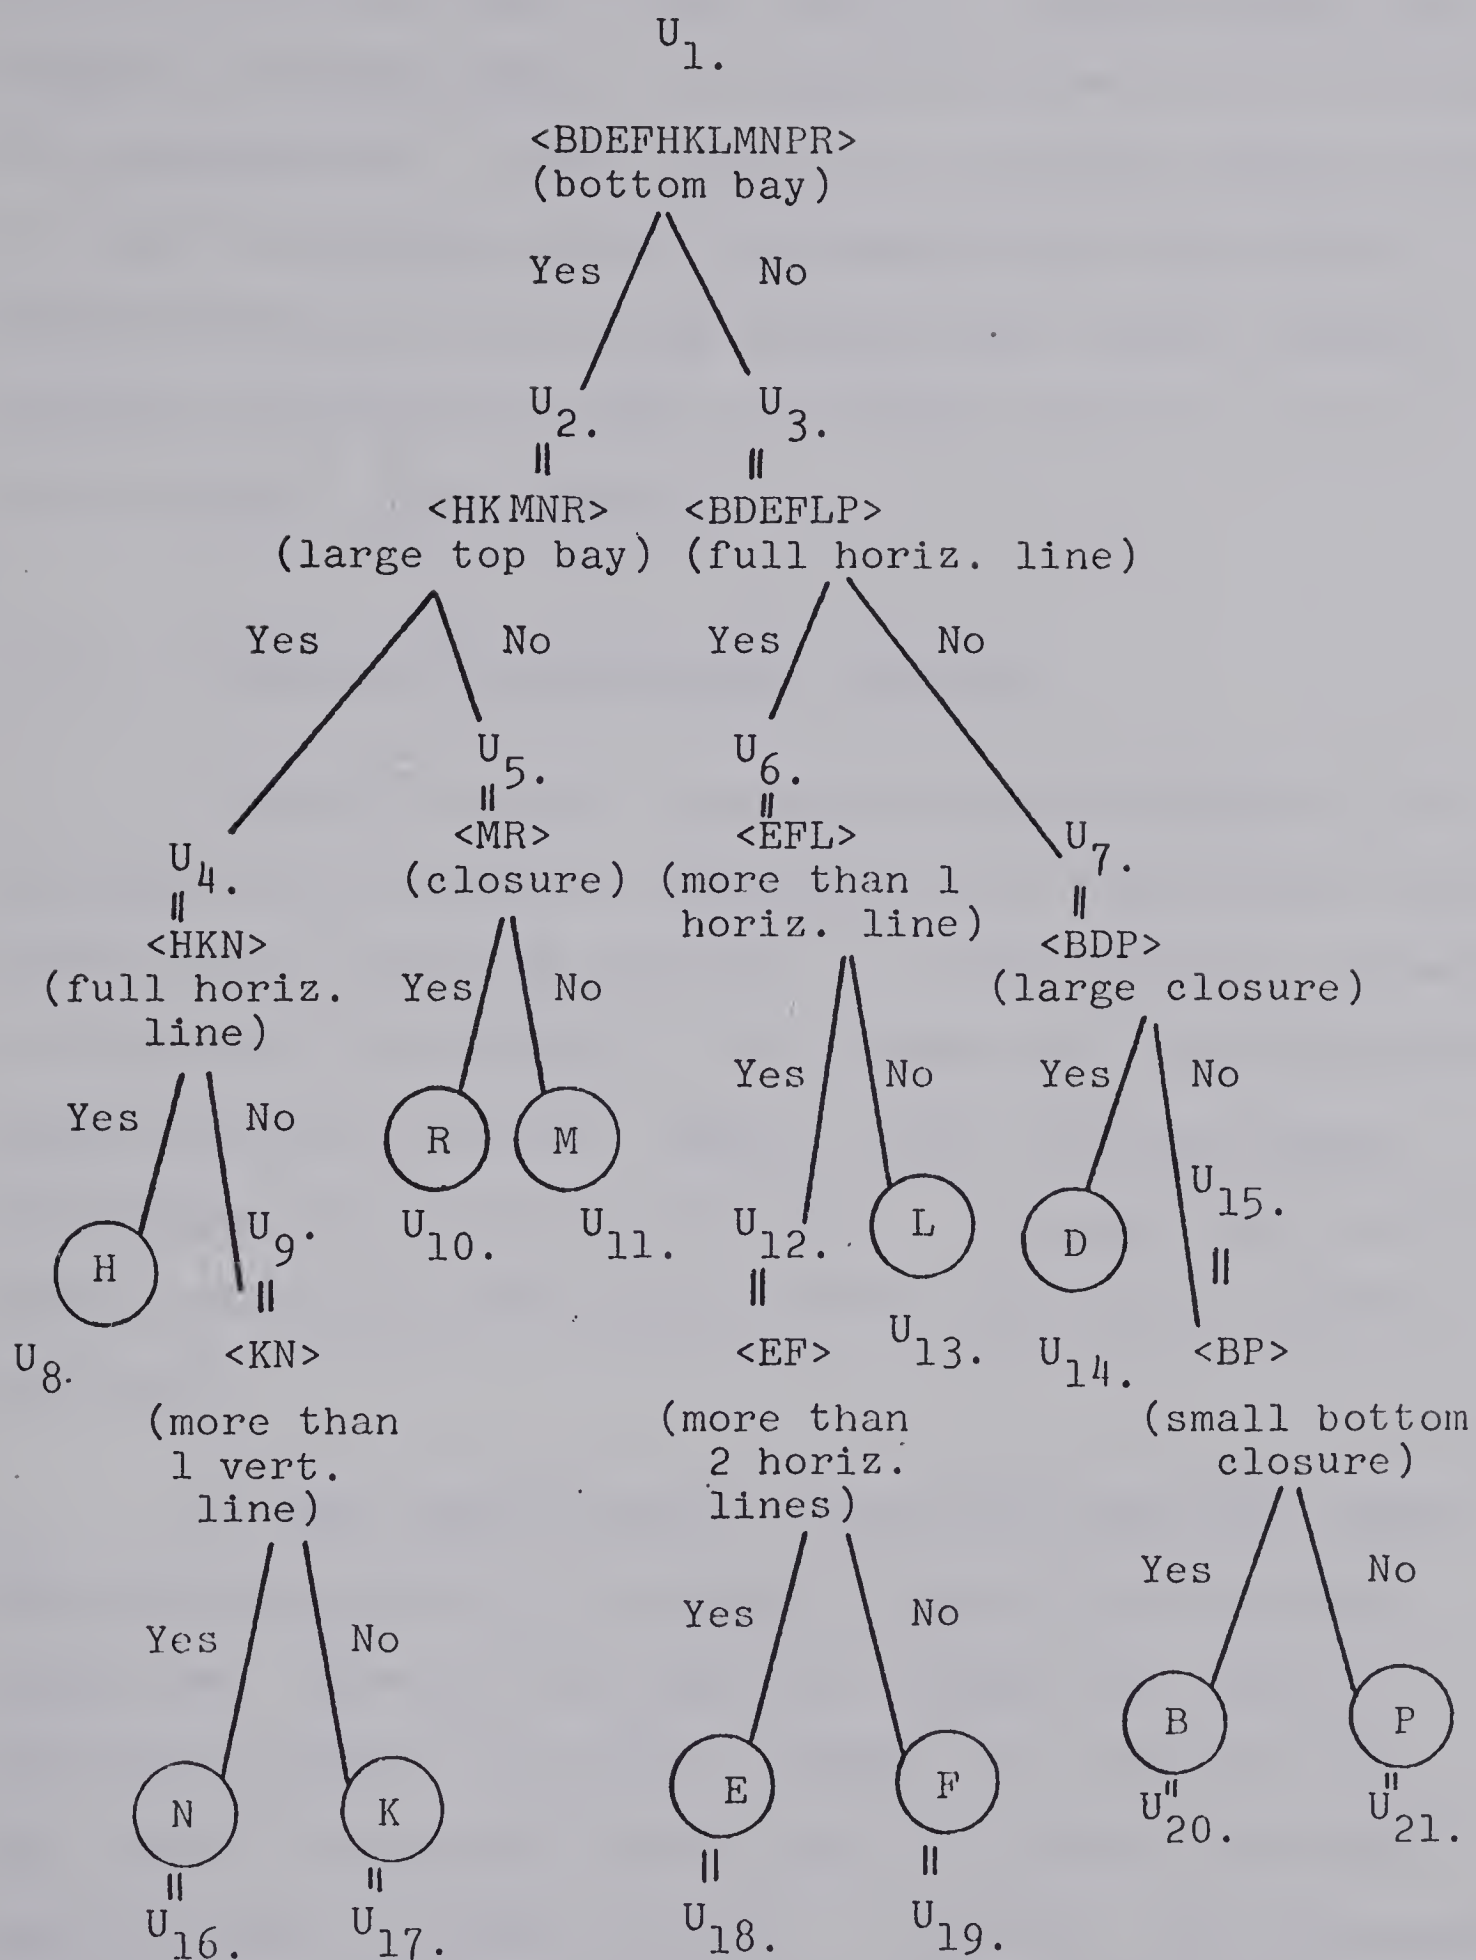 U1.
<BDEFHKLMNPR>
(bottom bay)
Yes No
U2. U3.
<HKMNR> <BDEFLP>
(large top bay) (full horiz. line)
Yes No Yes No
U5. U6.
<MR> <EFL> U7.
U4. (closure) (more than 1
horiz. line)
<HKN> <BDP>
(full horiz. Yes No (large closure)
line)
Yes No Yes No
Yes No R M
U15.
U9. U10. U11. U12. L D
H
<KN> <EF> U13. U14. <BP>
U8.
(more than (more than (small bottom
1 vert. 2 horiz. closure)
line) lines)
Yes No
Yes No Yes No
B P
N K E F
U20. U21.
U16. U17. U18. U19.